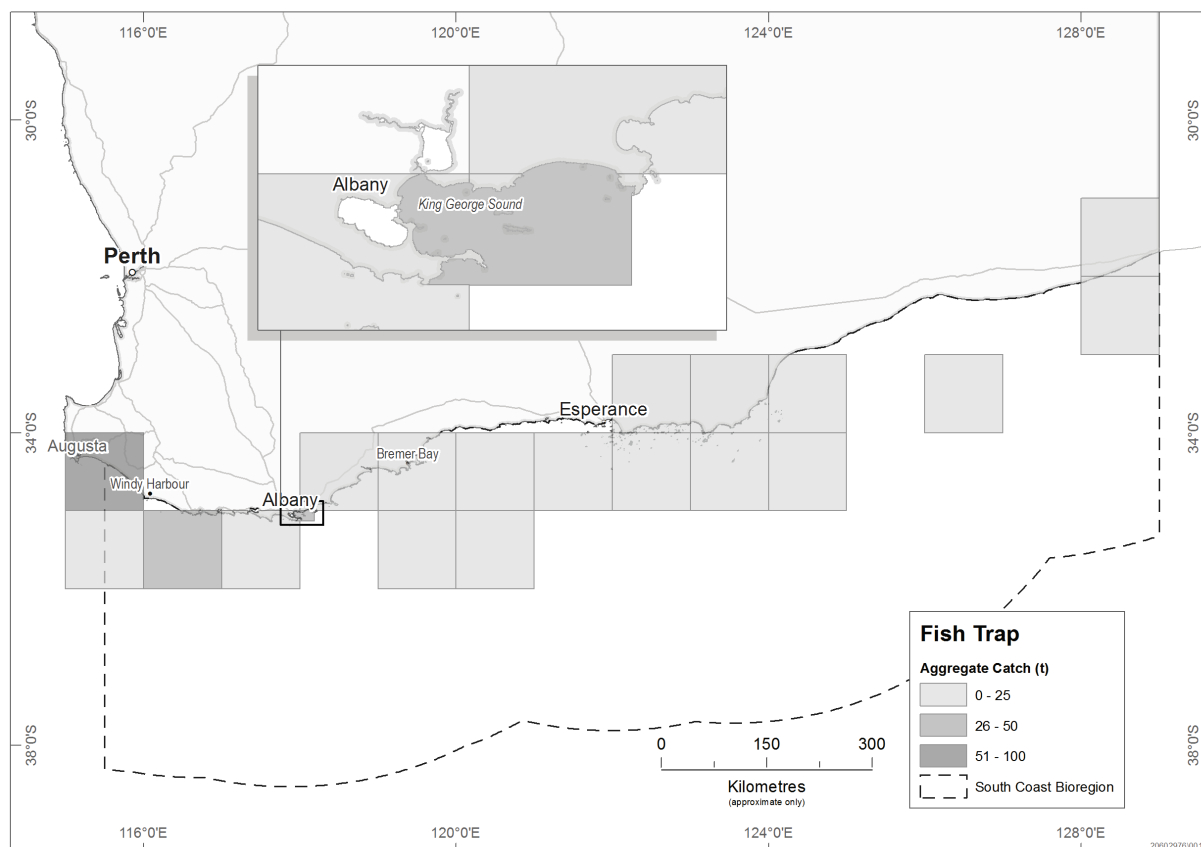 116°0'E
120°0'E
124°0'E
128°0'E
30°0'S
30°0'S
Albany
King George Sound
Perth
Esperance
34°0'S
34°0'S
Augusta
Bremer Bay
Windy Harbour
Albany
Fish Trap
Aggregate Catch (t)
0 - 25
26 - 50
51 - 100
South Coast Bioregion
38°0'S
38°0'S
0
150
300
Kilometres
(approximate only)
116°0'E
120°0'E
124°0'E
128°0'E
20602976\001